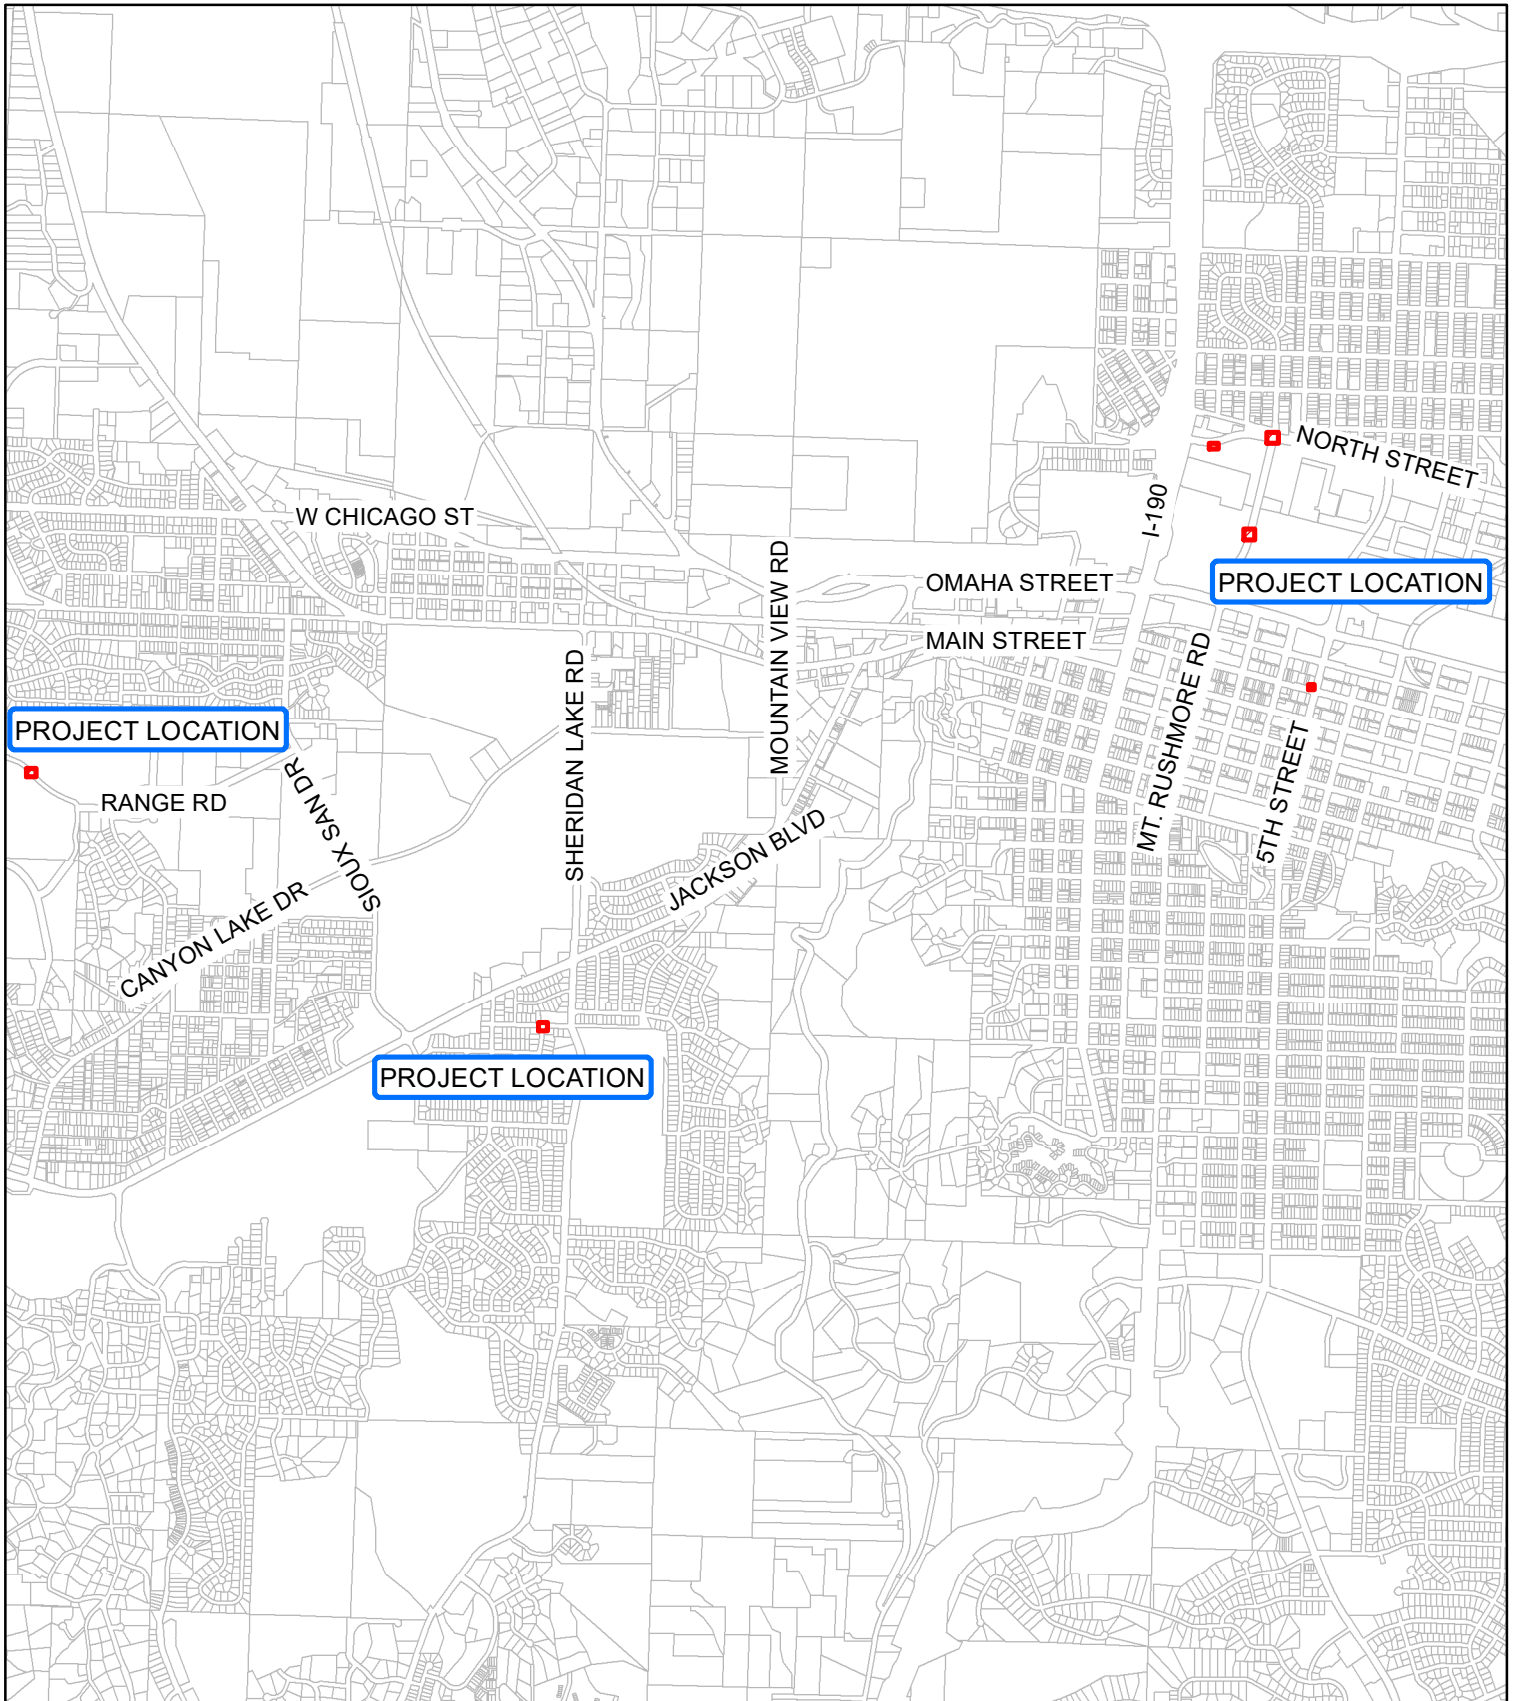 NORTH STREET
I-190
W CHICAGO ST
OMAHA STREET
PROJECT LOCATION
MAIN STREET
MOUNTAIN VIEW RD
SHERIDAN LAKE RD
MT. RUSHMORE RD
PROJECT LOCATION
5TH STREET
RANGE RD
SIOUX SAN DR
JACKSON BLVD
CANYON LAKE DR
PROJECT LOCATION